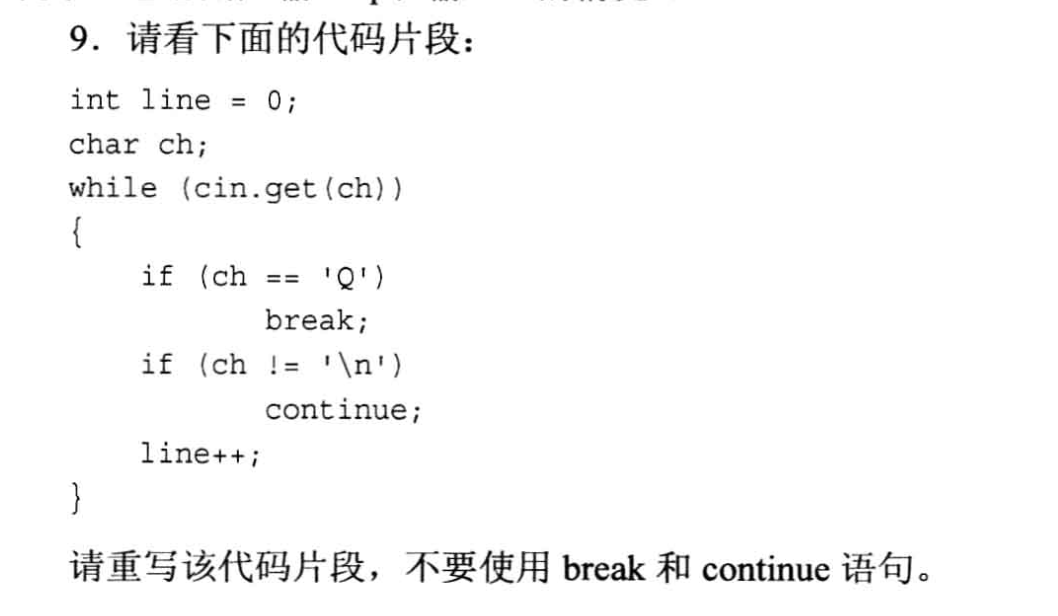 9．请看下面的代码片段：
int line = 0;
char ch;
while (cin.get(ch))
{
    if (ch == 'Q')
           break;
    if (ch != '\n')
           continue;
    line++;
}
请重写该代码片段，不要使用 break 和 continue 语句。